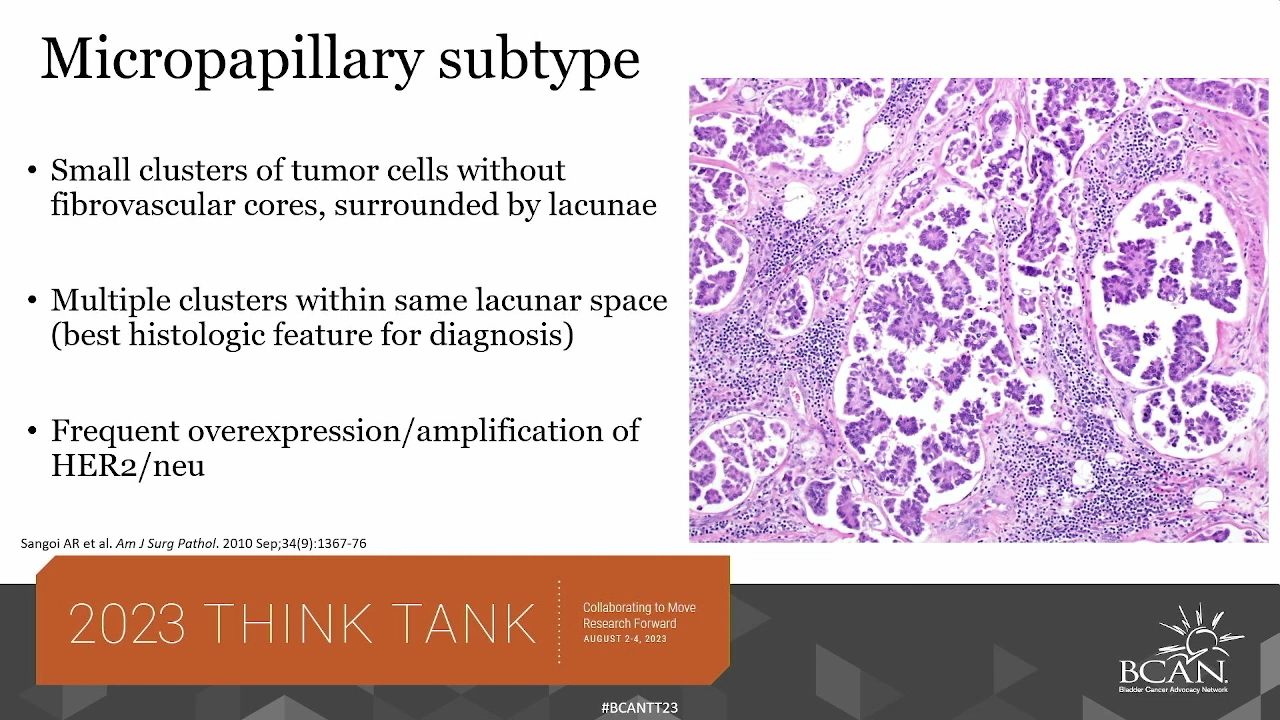 Micropapillary subtype
• Small clusters of tumor cells without
fibrovascular cores, surrounded by lacunae
• Multiple clusters within same lacunar space
(best histologic feature for diagnosis)
• Frequent overexpression/amplification of
HER2/neu
Sangoi AR et al. Am J Surg Pathol. 2010 Sep;34(9):1367-76
2023 THINK TANK
Collaborating to Move
Research Forward
AUGUST 2-4, 2023
BCAN.
Bladder Cancer Advocacy Network
#BCANTT23